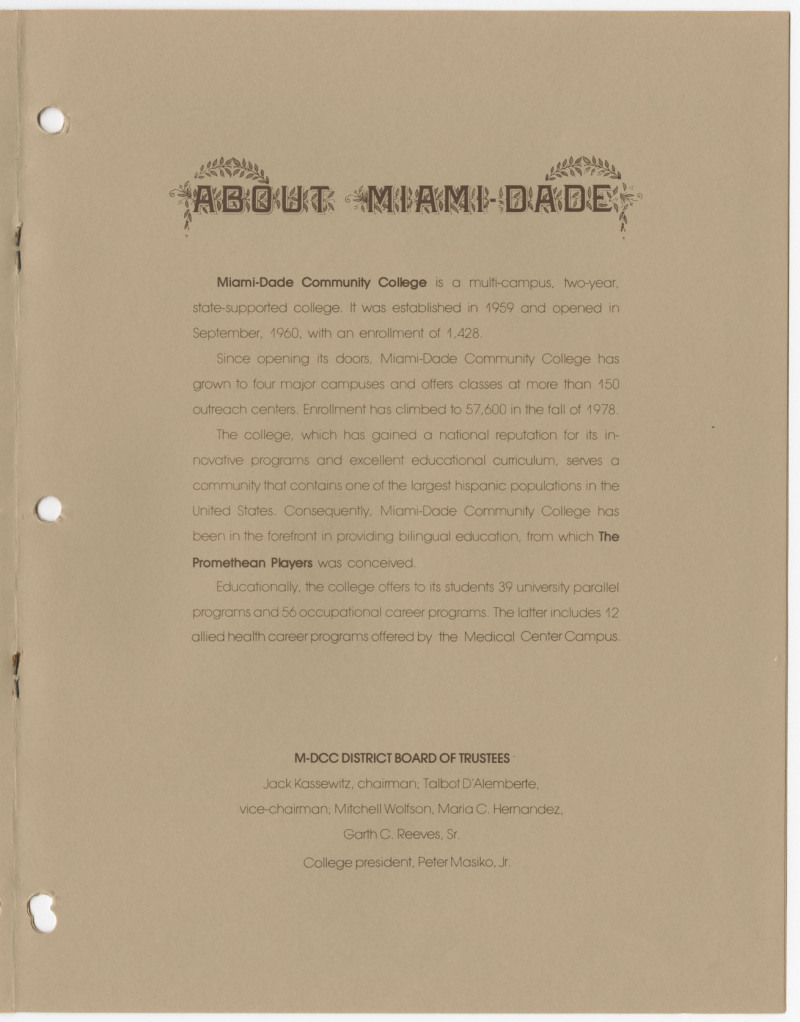 ABOUT MIAMI-DADE
Miami-Dade Community College is a multi-campus, two-year,
state-supported college. It was established in 1959 and opened in
September, 1960, with an enrollment of 1,428.
Since opening its doors, Miami-Dade Community College has
grown to four major campuses and offers classes at more than 150
outreach centers. Enrollment has climbed to 57,600 in the fall of 1978.
The college, which has gained a national reputation for its in-
novative programs and excellent educational curriculum, serves a
community that contains one of the largest hispanic populations in the
United States. Consequently, Miami-Dade Community College has
been in the forefront in providing bilingual education, from which The
Promethean Players was conceived.
Educationally, the college offers to its students 39 university parallel
programs and 56 occupational career programs. The latter includes 12
allied health career programs offered by the Medical Center Campus.
M-DCC DISTRICT BOARD OF TRUSTEES
Jack Kassewitz, chairman; Talbot D'Alemberte,
vice-chairman; Mitchell Wolfson, Maria C. Hernandez,
Garth C. Reeves, Sr.
College president, Peter Masiko, Jr.